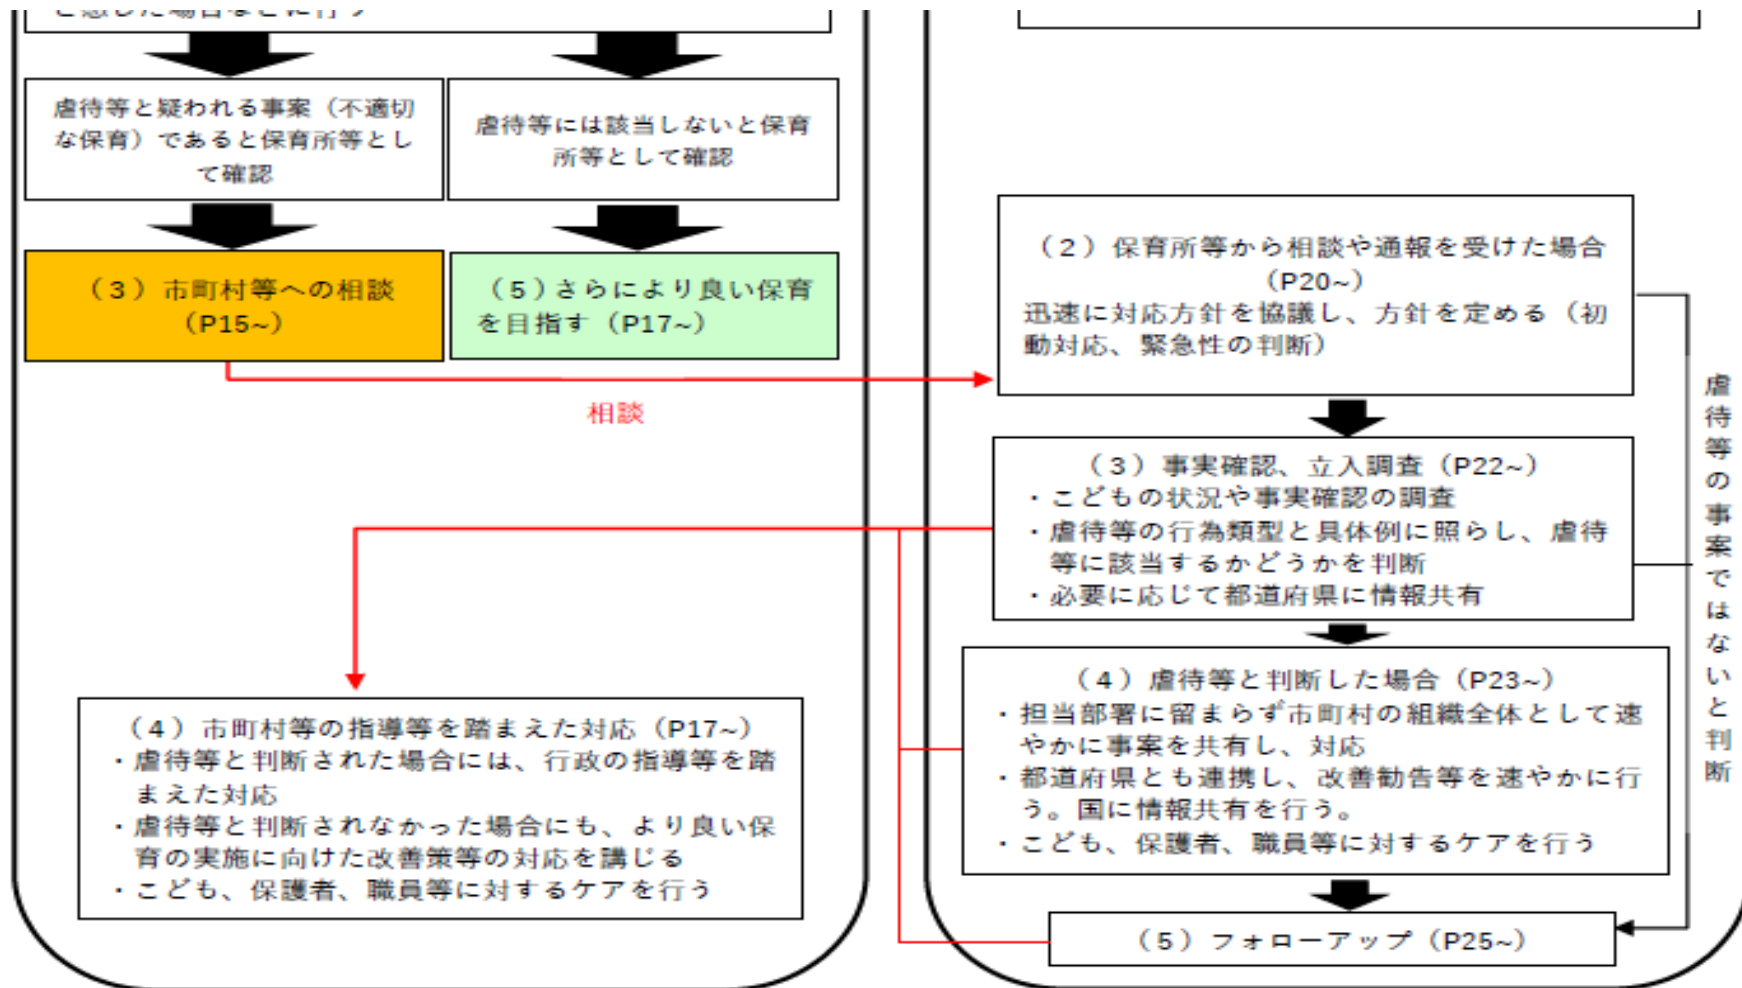 虐待等と疑われる事案（不適切
な保育）であると保育所等とし
て確認
虐待等には該当しないと保育
所等として確認
（3）市町村等への相談
（P15~）
（5）さらにより良い保育
を目指す（P17~）
相談
（4）市町村等の指導等を踏まえた対応（P17~）
・虐待等と判断された場合には、行政の指導等を踏
まえた対応
・虐待等と判断されなかった場合にも、より良い保
育の実施に向けた改善策等の対応を講じる
・こども、保護者、職員等に対するケアを行う
（2）保育所等から相談や通報を受けた場合
（P20~）
迅速に対応方針を協議し、方針を定める（初
動対応、緊急性の判断）
（3）事実確認、立入調査（P22~）
・こどもの状況や事実確認の調査
・虐待等の行為類型と具体例に照らし、虐待
等に該当するかどうかを判断
・必要に応じて都道府県に情報共有
（4）虐待等と判断した場合（P23~）
・担当部署に留まらず市町村の組織全体として速
やかに事案を共有し、対応
・都道府県とも連携し、改善勧告等を速やかに行
う。国に情報共有を行う。
・こども、保護者、職員等に対するケアを行う
（5）フォローアップ（P25~）
虐待等の事案ではないと判断